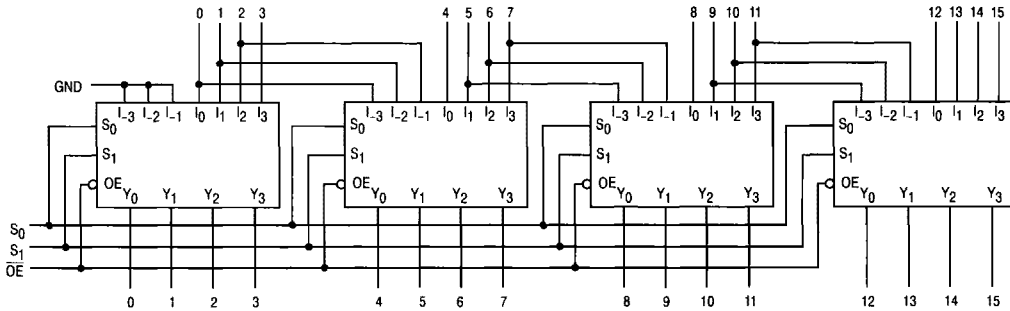 0 1 2 3 4 5 6 7 8 9 10 11 12 13 14 15
GND
I-3 I-2 I-1 I0 I1 I2 I3 I-3 I-2 I-1 I0 I1 I2 I3 I-3 I-2 I-1 I0 I1 I2 I3 I-3 I-2 I-1 I0 I1 I2 I3
S0 S0 S0 S0
S1 S1 S1 S1
OE OE OE OE
Y0 Y1 Y2 Y3 Y0 Y1 Y2 Y3 Y0 Y1 Y2 Y3 Y0 Y1 Y2 Y3
S0
S1
OE
0 1 2 3 4 5 6 7 8 9 10 11 12 13 14 15